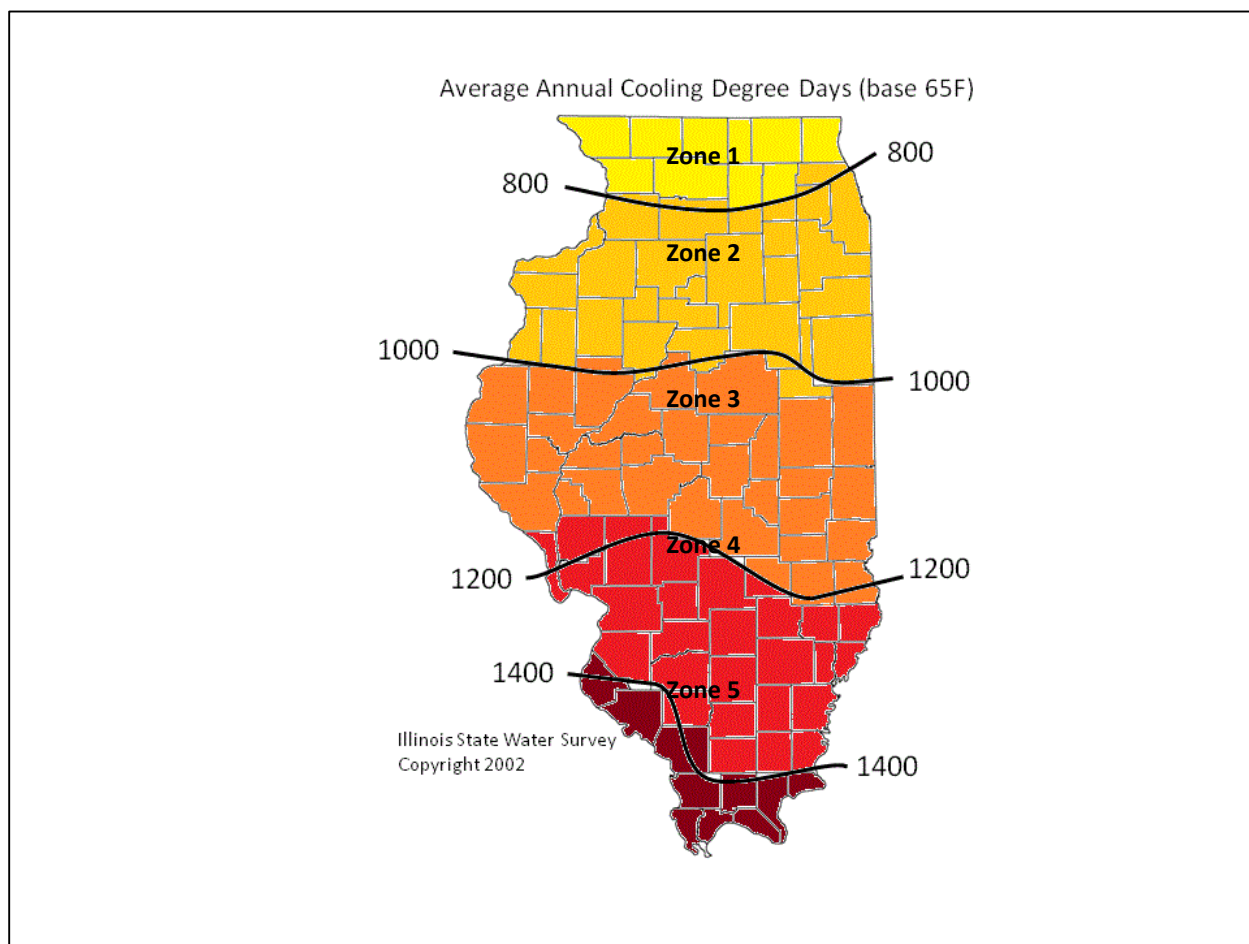 Average Annual Cooling Degree Days (base 65F)
Zone 1
800
800
Zone 2
1000
1000
Zone 3
Zone 4
1200
1200
1400
Zone 5
Illinois State Water Survey
Copyright 2002
1400